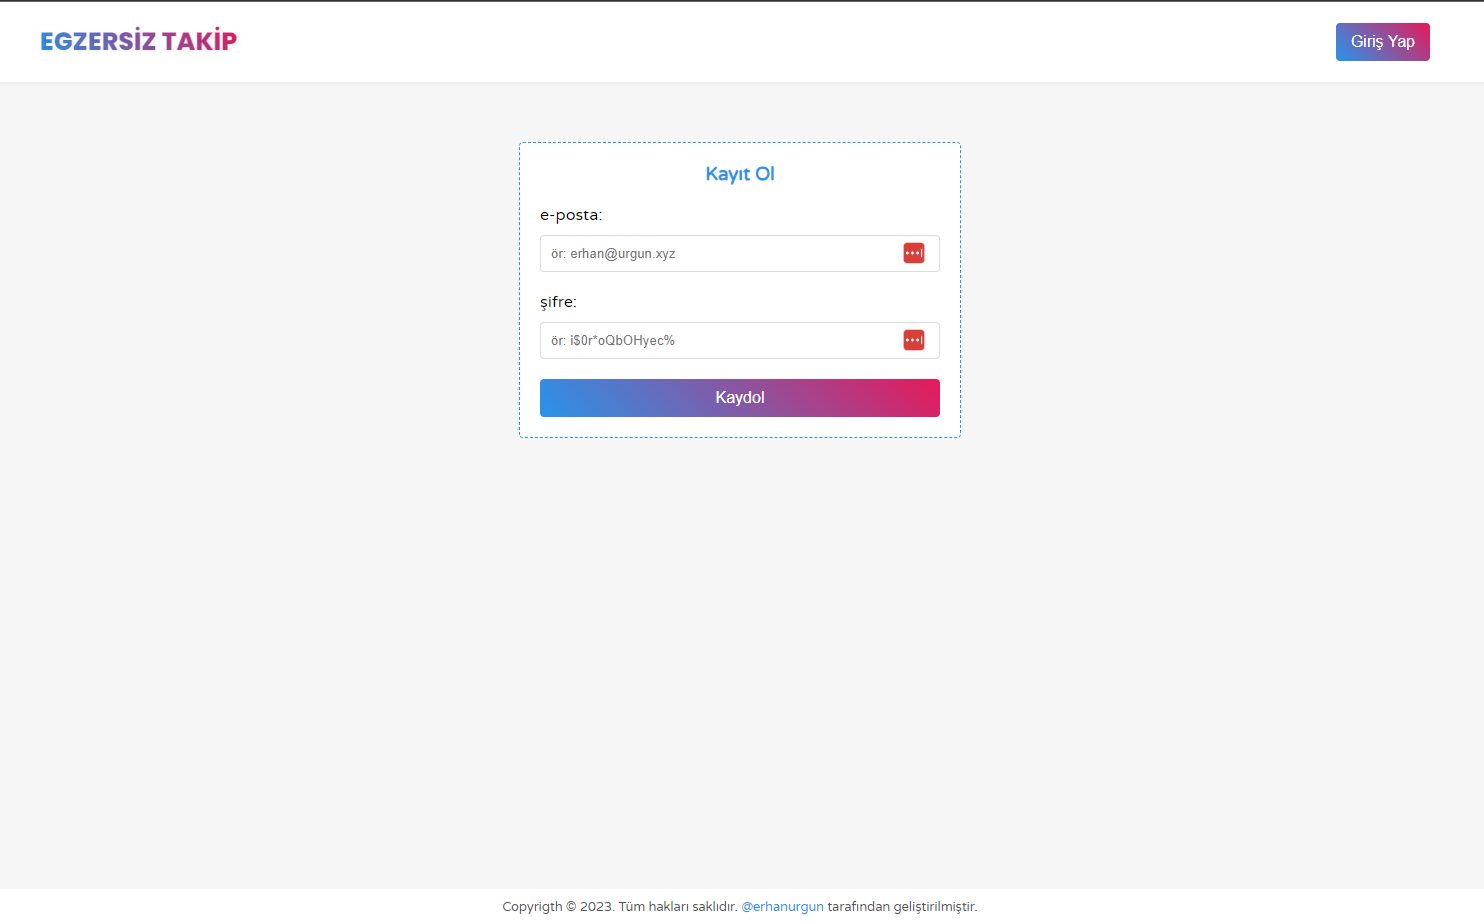 EGZERSİZ TAKİP
Giriş Yap
Kayıt Ol
e-posta:
ör: erhan@urgun.xyz
şifre:
ör: i$0r*oQbOHyec%
Kaydol
Copyrigth © 2023. Tüm hakları saklıdır. @erhanurgun tarafından geliştirilmiştir.